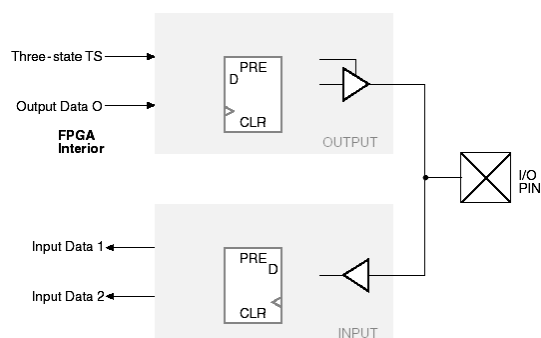 Three-state TS
Output Data O
FPGA
Interior
PRE
D
CLR
OUTPUT
I/O
PIN
Input Data 1
Input Data 2
PRE
D
CLR
INPUT